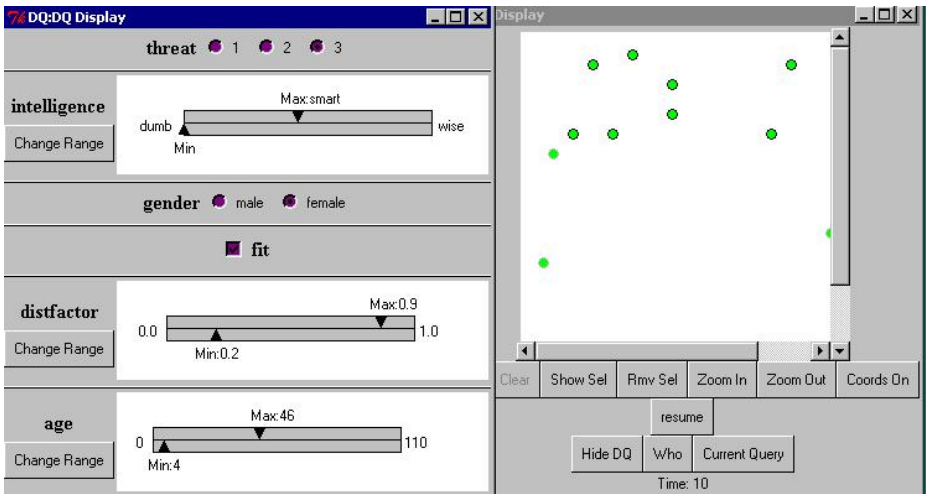 DQ:DQ Display
threat 1 2 3
intelligence
Change Range
Max:smart
dumb wise
Min
gender male female
fit
distfactor
Change Range
Max:0.9
0.0 1.0
Min:0.2
age
Change Range
Max:46
0 110
Min:4
Display
Clear Show Sel Rmv Sel Zoom In Zoom Out Coords On
resume
Hide DQ Who Current Query
Time: 10